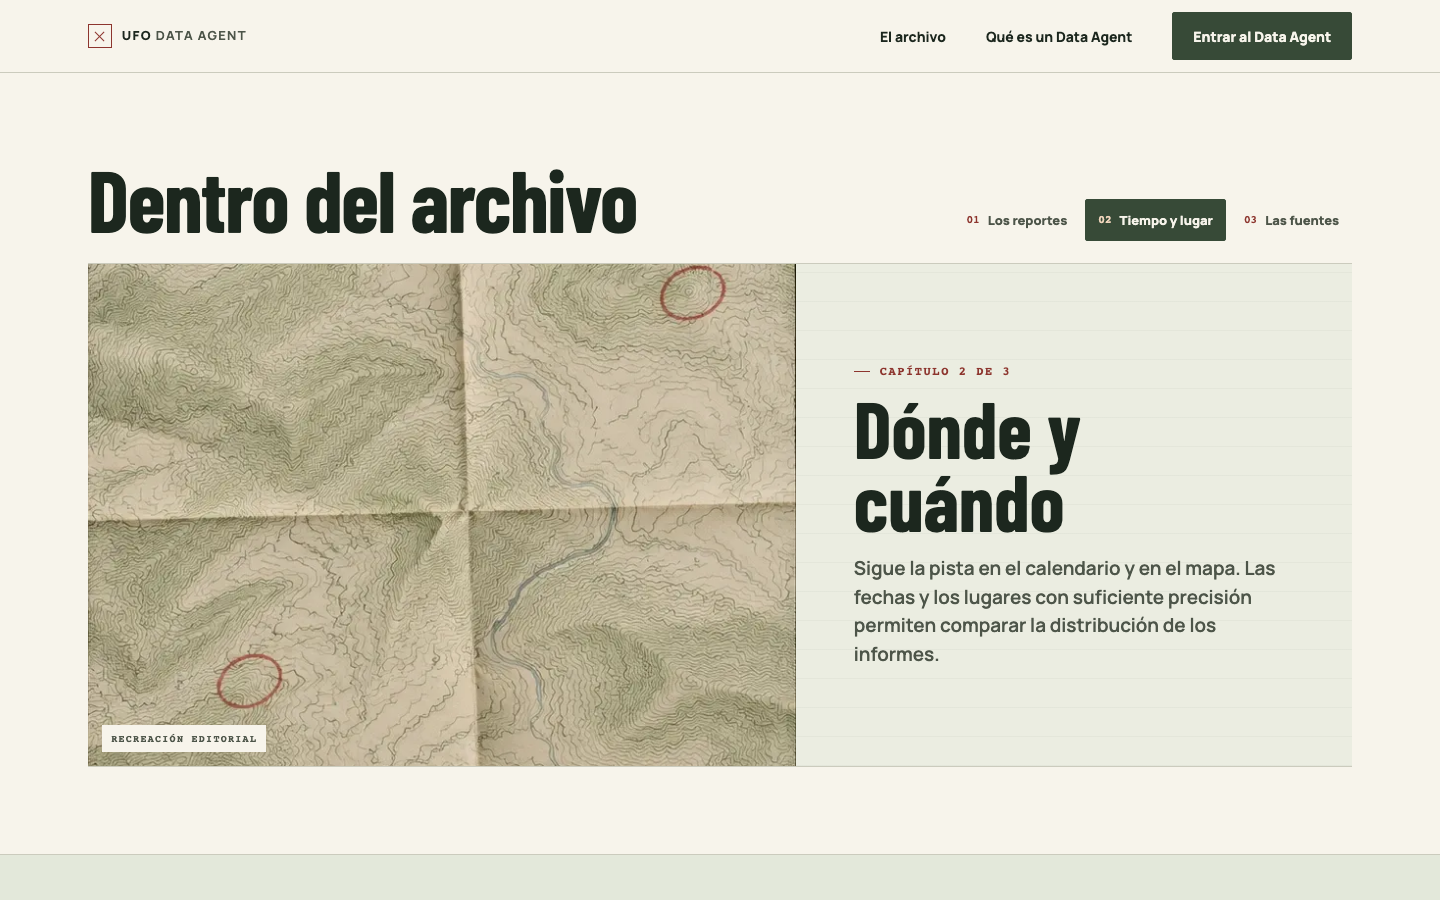 UFO DATA AGENT
El archivo
Qué es un Data Agent
Entrar al Data Agent
Dentro del archivo
01 Los reportes
02 Tiempo y lugar
03 Las fuentes
CAPÍTULO 2 DE 3
Dónde y
cuándo
Sigue la pista en el calendario y en el mapa. Las
fechas y los lugares con suficiente precisión
permiten comparar la distribución de los
informes.
RECREACIÓN EDITORIAL